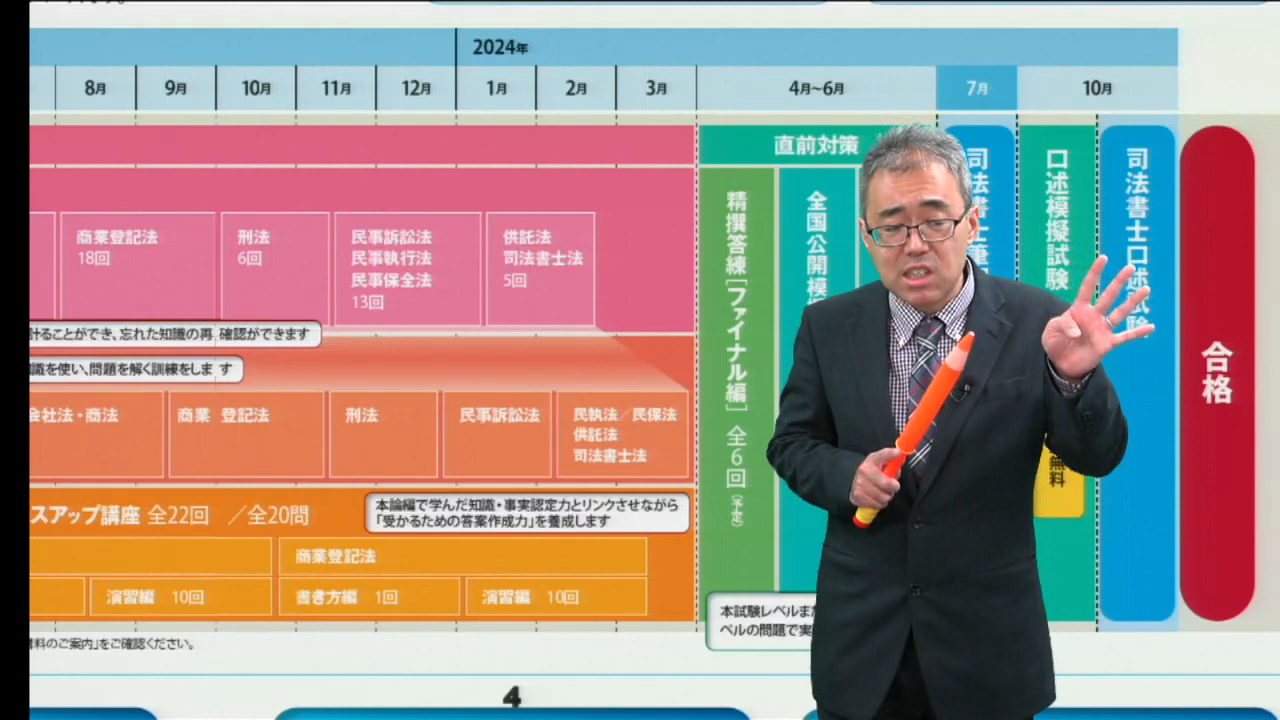 2024年
8月 9月 10月 11月 12月 1月 2月 3月 4月~6月 7月 10月
直前対策
商業登記法
18回
刑法
6回
民事訴訟法
民事執行法
民事保全法
13回
供託法
司法書士法
5回
計ることができ、忘れた知識の再 確認ができます
識を使い、問題を解く訓練をしま す
会社法・商法
商業 登記法
刑法
民事訴訟法
民執法/民保法
供託法
司法書士法
スアップ講座 全22回 /全20問
本論編で学んだ知識・事実認定力とリンクさせながら
「受かるための答案作成力」を養成します
商業登記法
演習編 10回
書き方編 1回
演習編 10回
精撰答練[ファイナル編] 全6回(予定)
全国公開模
司法書士筆
口述模擬試験
無料
司法書士口述試験
合格
本試験レベルま
ベルの問題で実
料のご案内」をご確認ください。
4